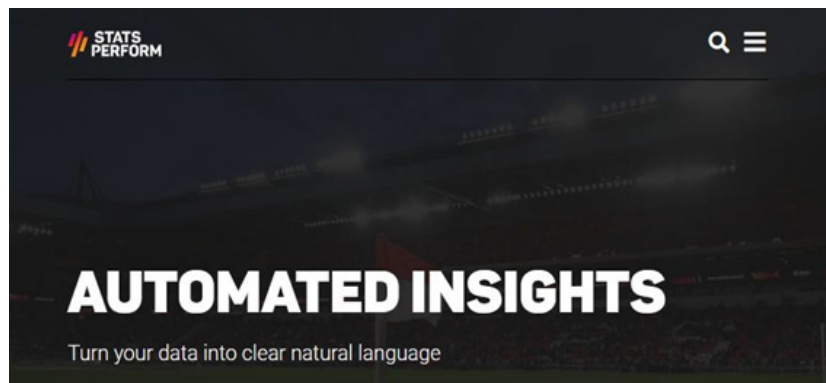 STATS
PERFORM
AUTOMATED INSIGHTS
Turn your data into clear natural language